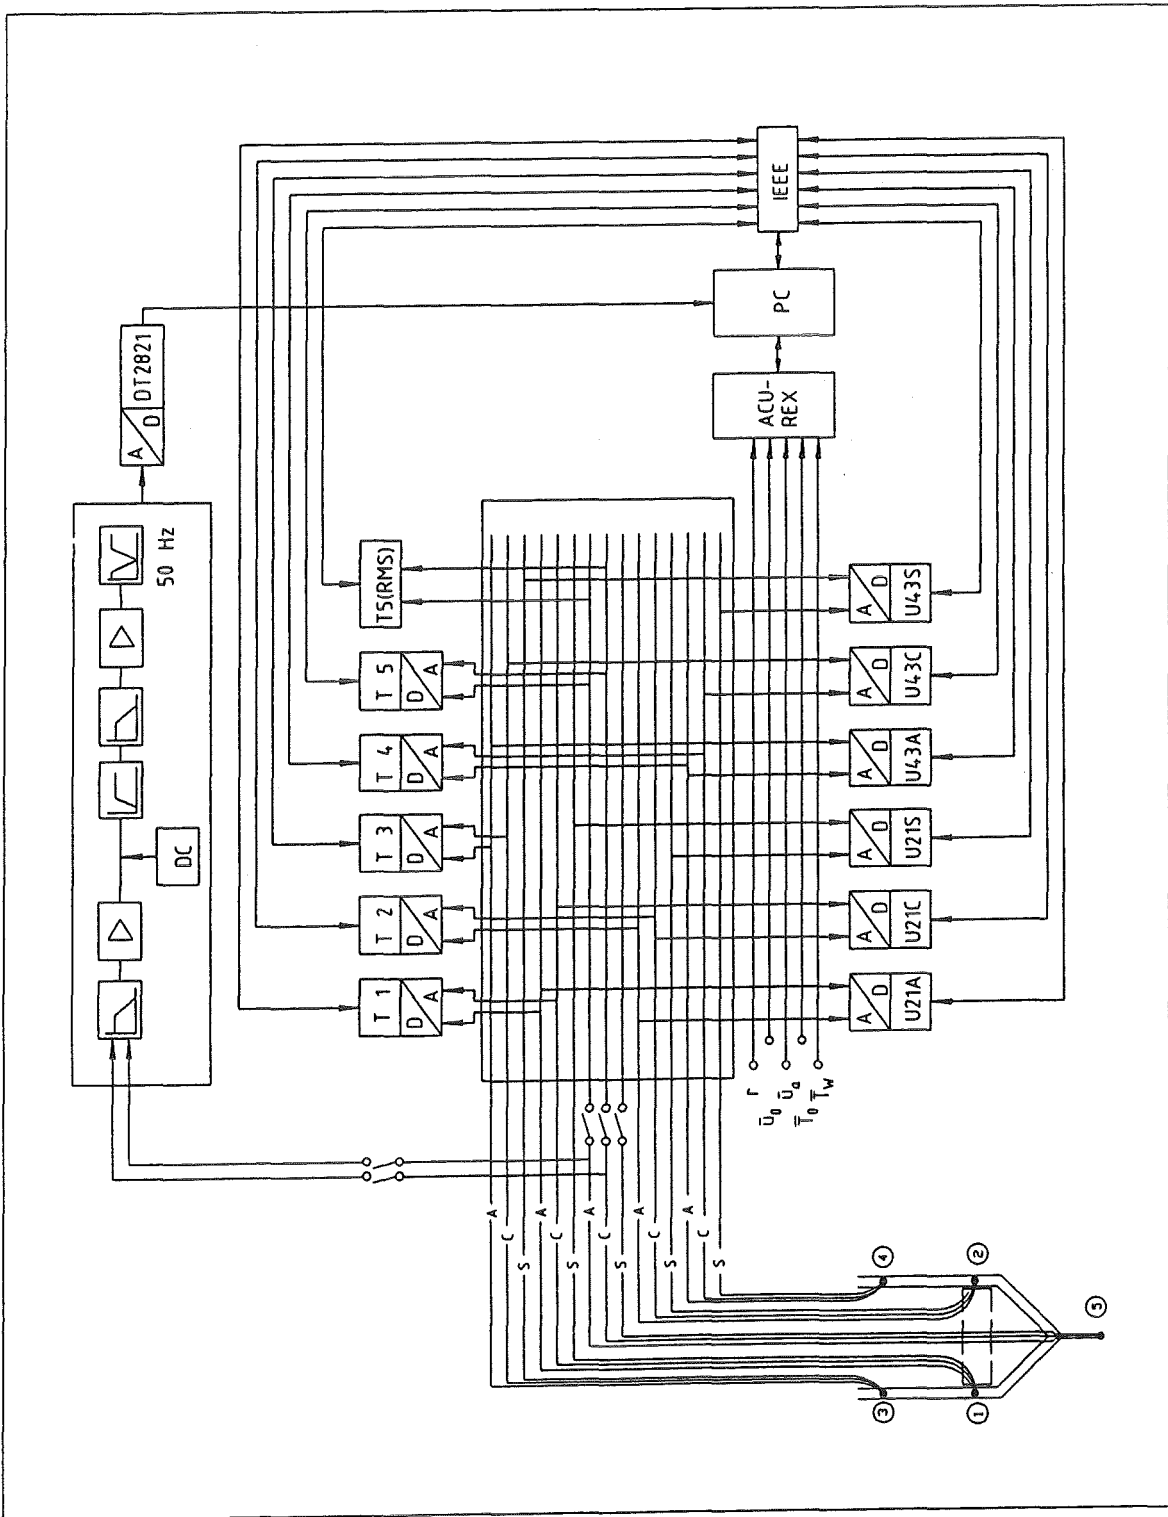 50 Hz
DC
A
D
DT2821
T 1
D
A
T 2
D
A
T 3
D
A
T 4
D
A
T 5
D
A
TS(RMS)
A
C
S
A
C
S
A
C
S
A
C
S
A
C
S
r
ū₀
ūₐ
T̿₀
T̅w
ACU-
REX
PC
IEEE
A
D
U21A
A
D
U21C
A
D
U21S
A
D
U43A
A
D
U43C
A
D
U43S
3
1
4
2
5